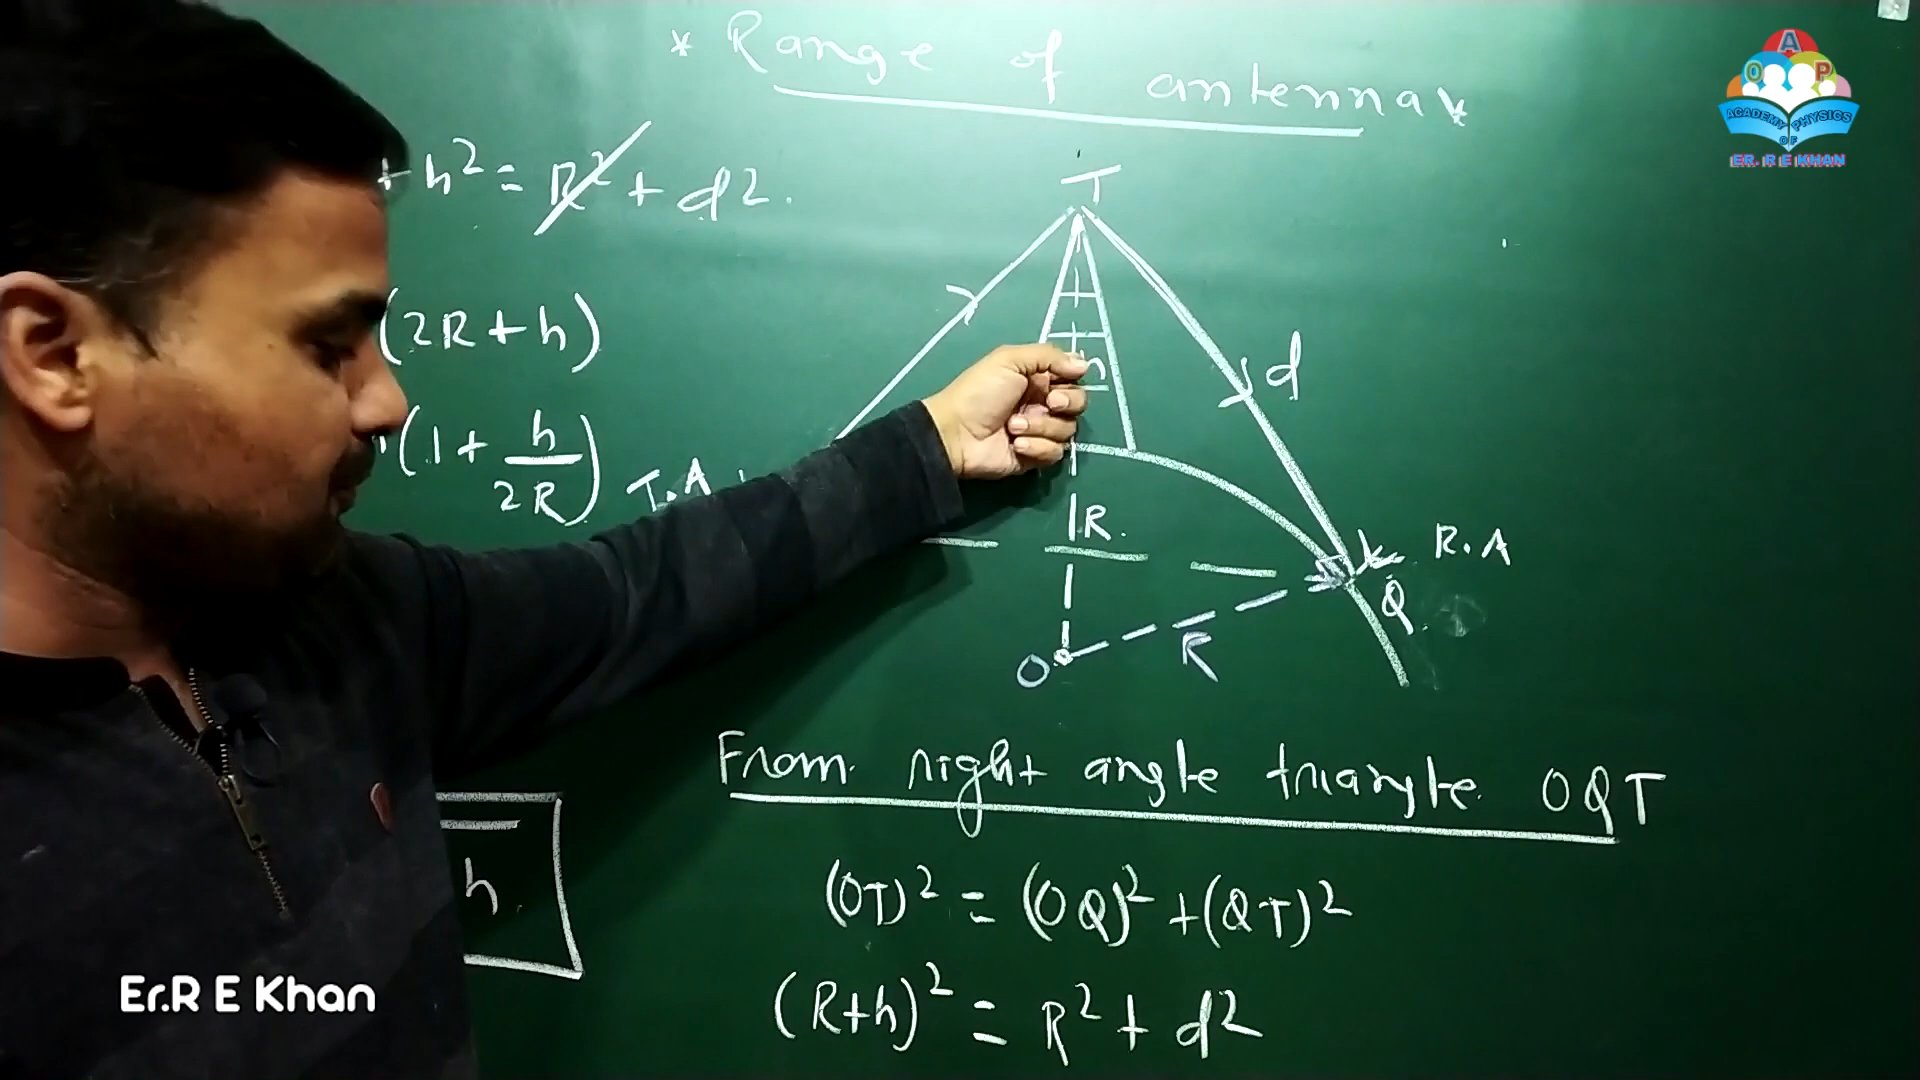 * Range of antenna *
+ h² = R² + d².
(2R + h)
(1 + h/2R)
T.A
T
h
d
R.
R.A
Q
R
O
From right angle triangle OQT
(OT)² = (OQ)² + (QT)²
(R+h)² = R² + d²
h.
A
O P
ACADEMY PHYSICS
OF
ER. R E KHAN
Er.R E Khan